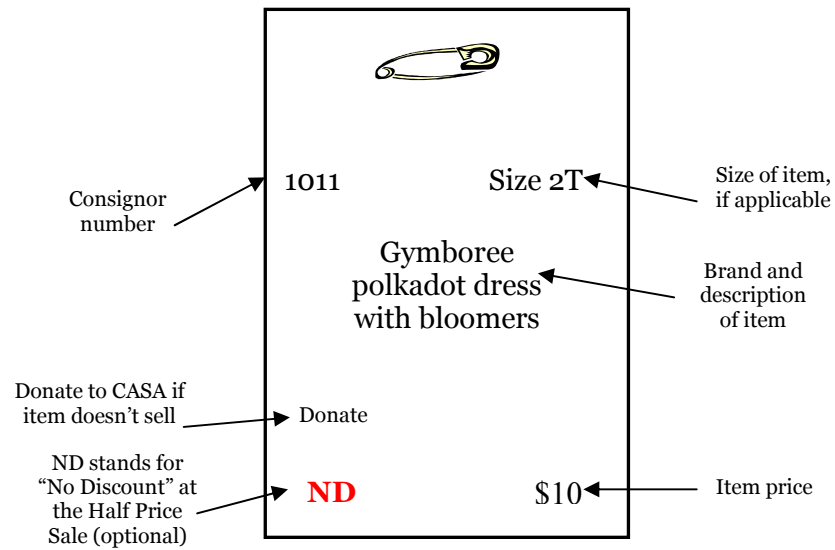 Consignor
number
1011
Size 2T
Size of item,
if applicable
Gymboree
polkadot dress
with bloomers
Brand and
description
of item
Donate to CASA if
item doesn’t sell
Donate
ND stands for
“No Discount” at
the Half Price
Sale (optional)
ND
$10
Item price